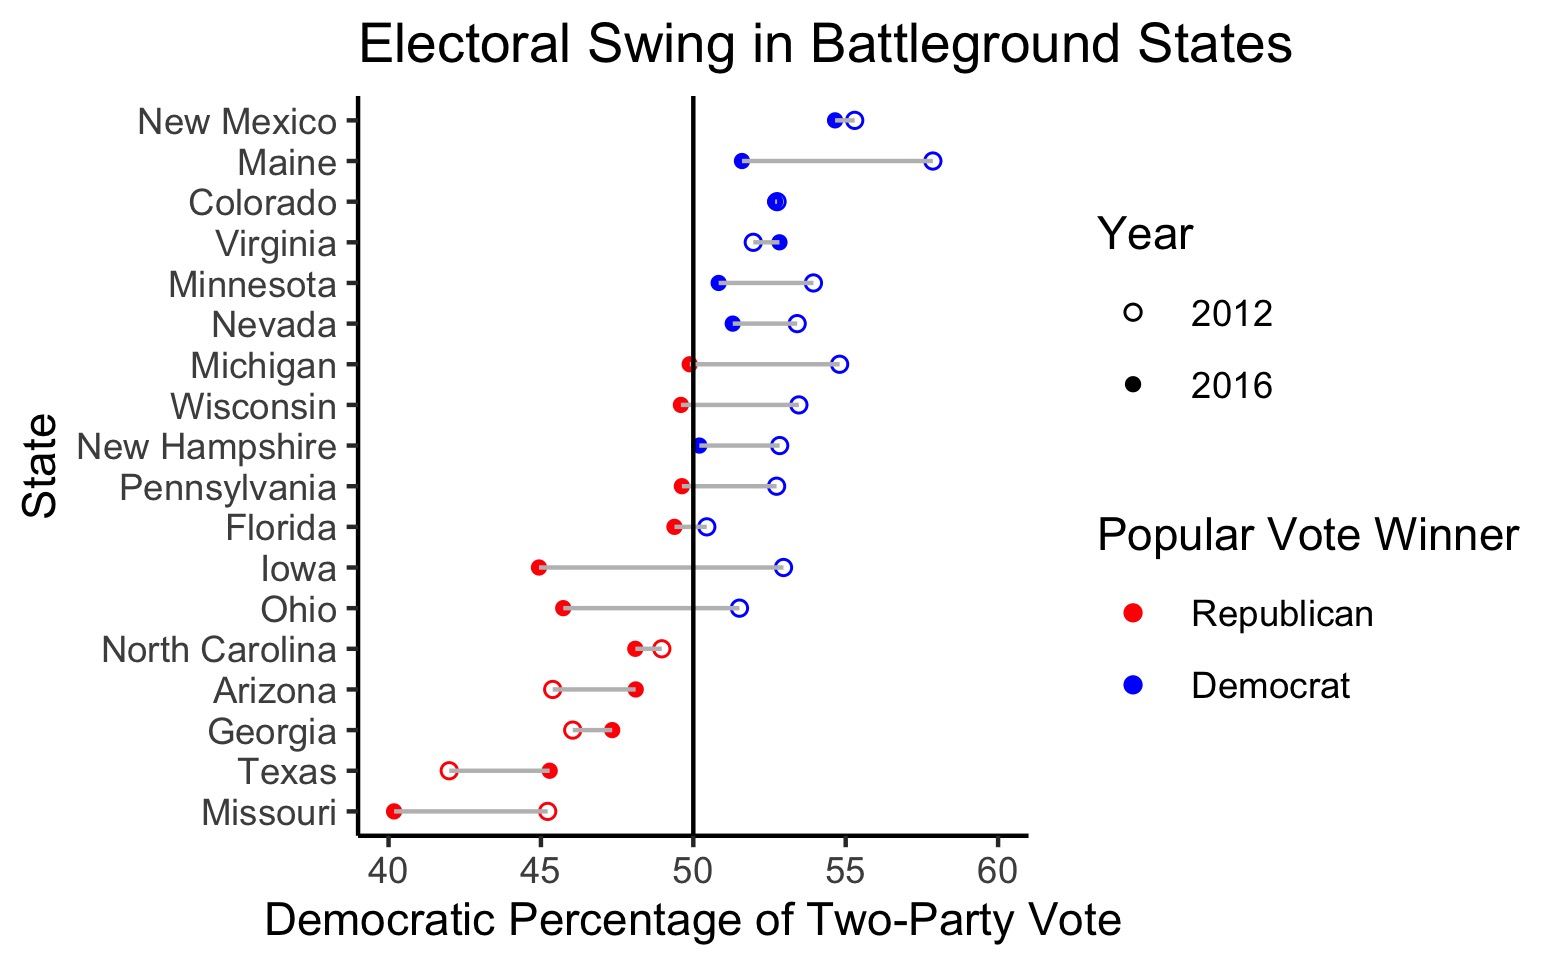 Electoral Swing in Battleground States
New Mexico
Maine
Colorado
Virginia
Minnesota
Nevada
Michigan
Wisconsin
New Hampshire
Pennsylvania
Florida
Iowa
Ohio
North Carolina
Arizona
Georgia
Texas
Missouri
State
40 45 50 55 60
Democratic Percentage of Two-Party Vote
Year
2012
2016
Popular Vote Winner
Republican
Democrat